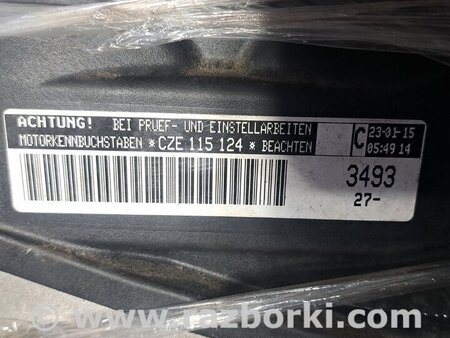 ACHTUNG! BEI PRUEF- UND EINSTELLARBEITEN
MOTORKENNBUCHSTABEN *CZE 115 124* BEACHTEN
C 23-01-15
05:49 14
3493
27-
© www.razborki.com